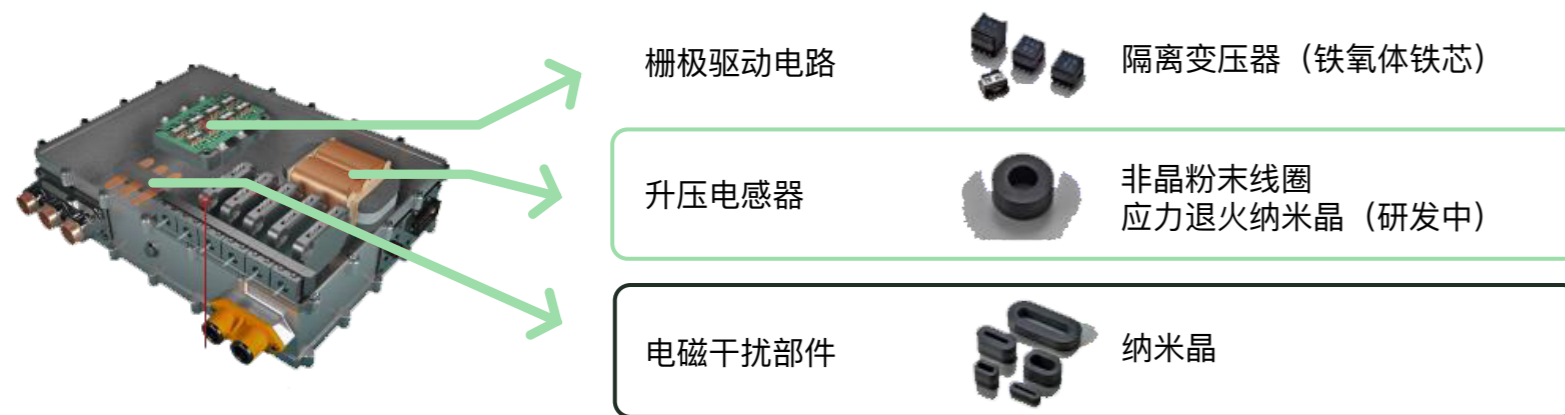 栅极驱动电路
隔离变压器（铁氧体铁芯）
升压电感器
非晶粉末线圈
应力退火纳米晶（研发中）
电磁干扰部件
纳米晶